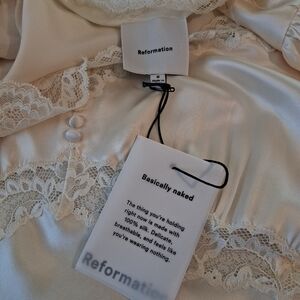 Reformation
Basically naked
The thing you're holding
right now is made with
100% silk. Delicate,
breathable, and feels like
you're wearing nothing.
Reformation